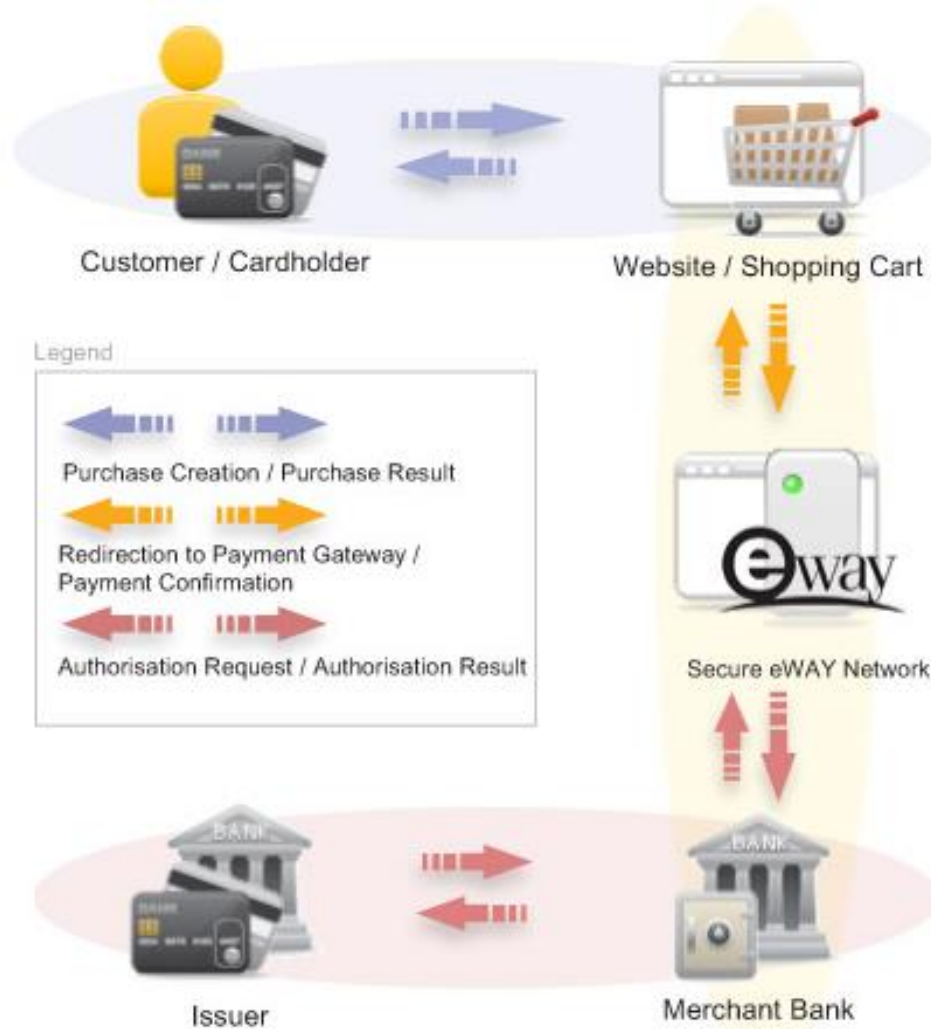 Customer / Cardholder
Website / Shopping Cart
Legend
Purchase Creation / Purchase Result
Redirection to Payment Gateway /
Payment Confirmation
Authorisation Request / Authorisation Result
eway
Secure eWAY Network
BANK
BANK
Issuer
Merchant Bank